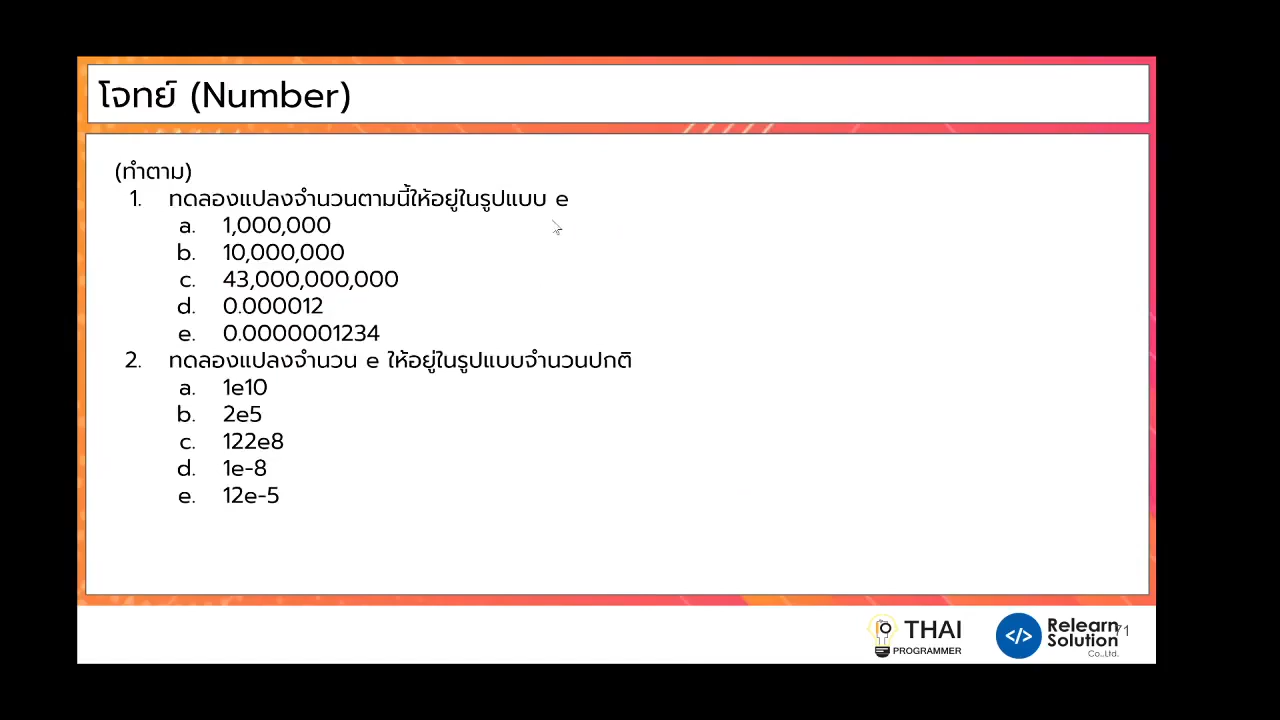 โจทย์ (Number)
(ทำตาม)
1. ทดลองแปลงจำนวนตามนี้ให้อยู่ในรูปแบบ e
a. 1,000,000
b. 10,000,000
c. 43,000,000,000
d. 0.000012
e. 0.0000001234
2. ทดลองแปลงจำนวน e ให้อยู่ในรูปแบบจำนวนปกติ
a. 1e10
b. 2e5
c. 122e8
d. 1e-8
e. 12e-5
THAI
PROGRAMMER
</>
Relearn
Solution
Co.,Ltd.
71